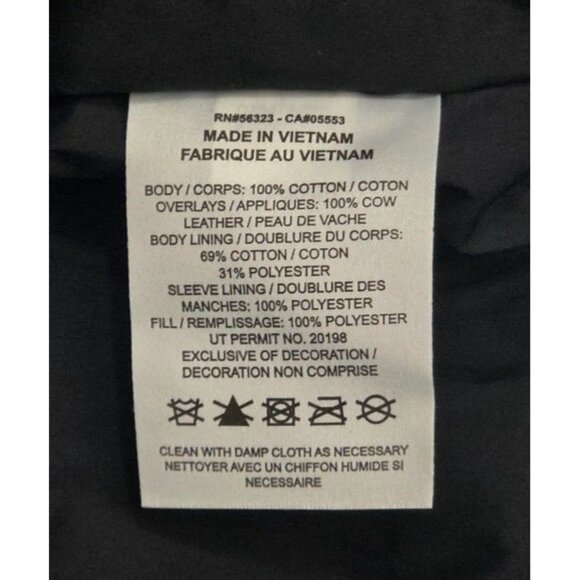 RN#56323 - CA#05553
MADE IN VIETNAM
FABRIQUE AU VIETNAM
BODY / CORPS: 100% COTTON / COTON
OVERLAYS / APPLIQUES: 100% COW
LEATHER / PEAU DE VACHE
BODY LINING / DOUBLURE DU CORPS:
69% COTTON / COTON
31% POLYESTER
SLEEVE LINING / DOUBLURE DES
MANCHES: 100% POLYESTER
FILL / REMPLISSAGE: 100% POLYESTER
UT PERMIT NO. 20198
EXCLUSIVE OF DECORATION /
DECORATION NON COMPRISE
CLEAN WITH DAMP CLOTH AS NECESSARY
NETTOYER AVEC UN CHIFFON HUMIDE SI
NECESSAIRE